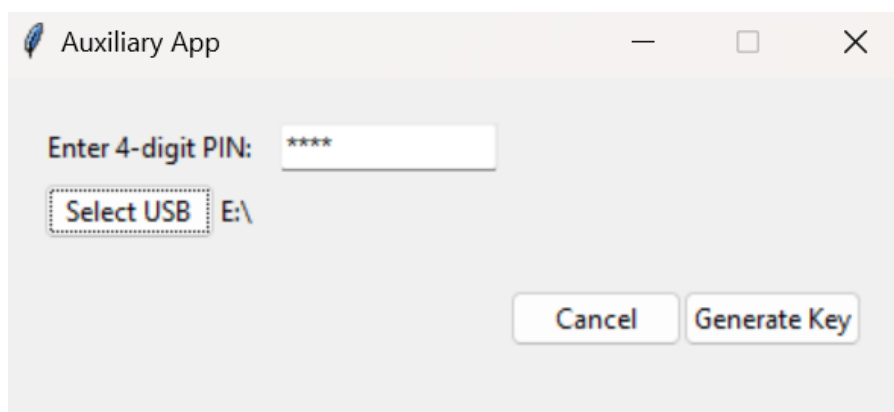 Auxiliary App
Enter 4-digit PIN: ****
Select USB E:\
Cancel Generate Key